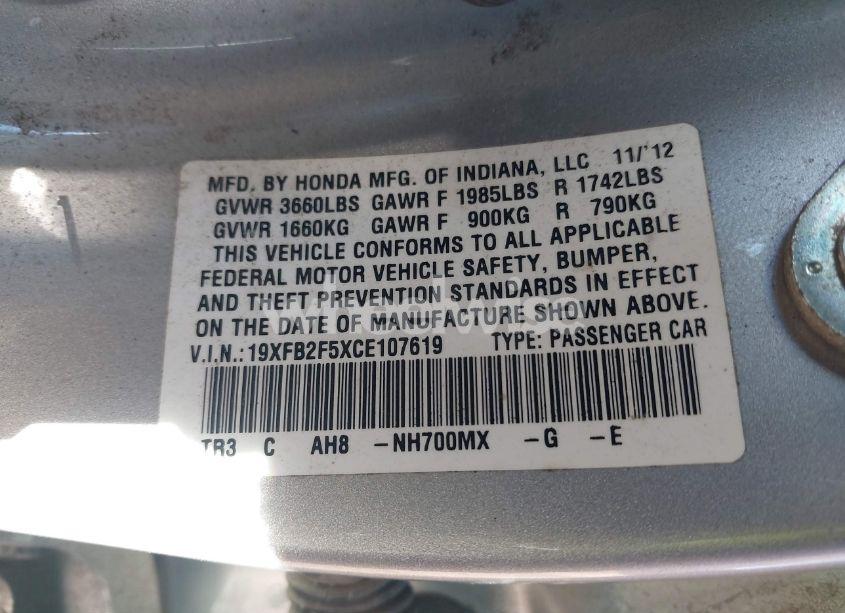 MFD. BY HONDA MFG. OF INDIANA, LLC 11/'12
GVWR 3660LBS GAWR F 1985LBS R 1742LBS
GVWR 1660KG GAWR F 900KG R 790KG
THIS VEHICLE CONFORMS TO ALL APPLICABLE
FEDERAL MOTOR VEHICLE SAFETY, BUMPER,
AND THEFT PREVENTION STANDARDS IN EFFECT
ON THE DATE OF MANUFACTURE SHOWN ABOVE.
V.I.N.:19XFB2F5XCE107619 TYPE: PASSENGER CAR
TR3 C AH8 -NH700MX -G -E